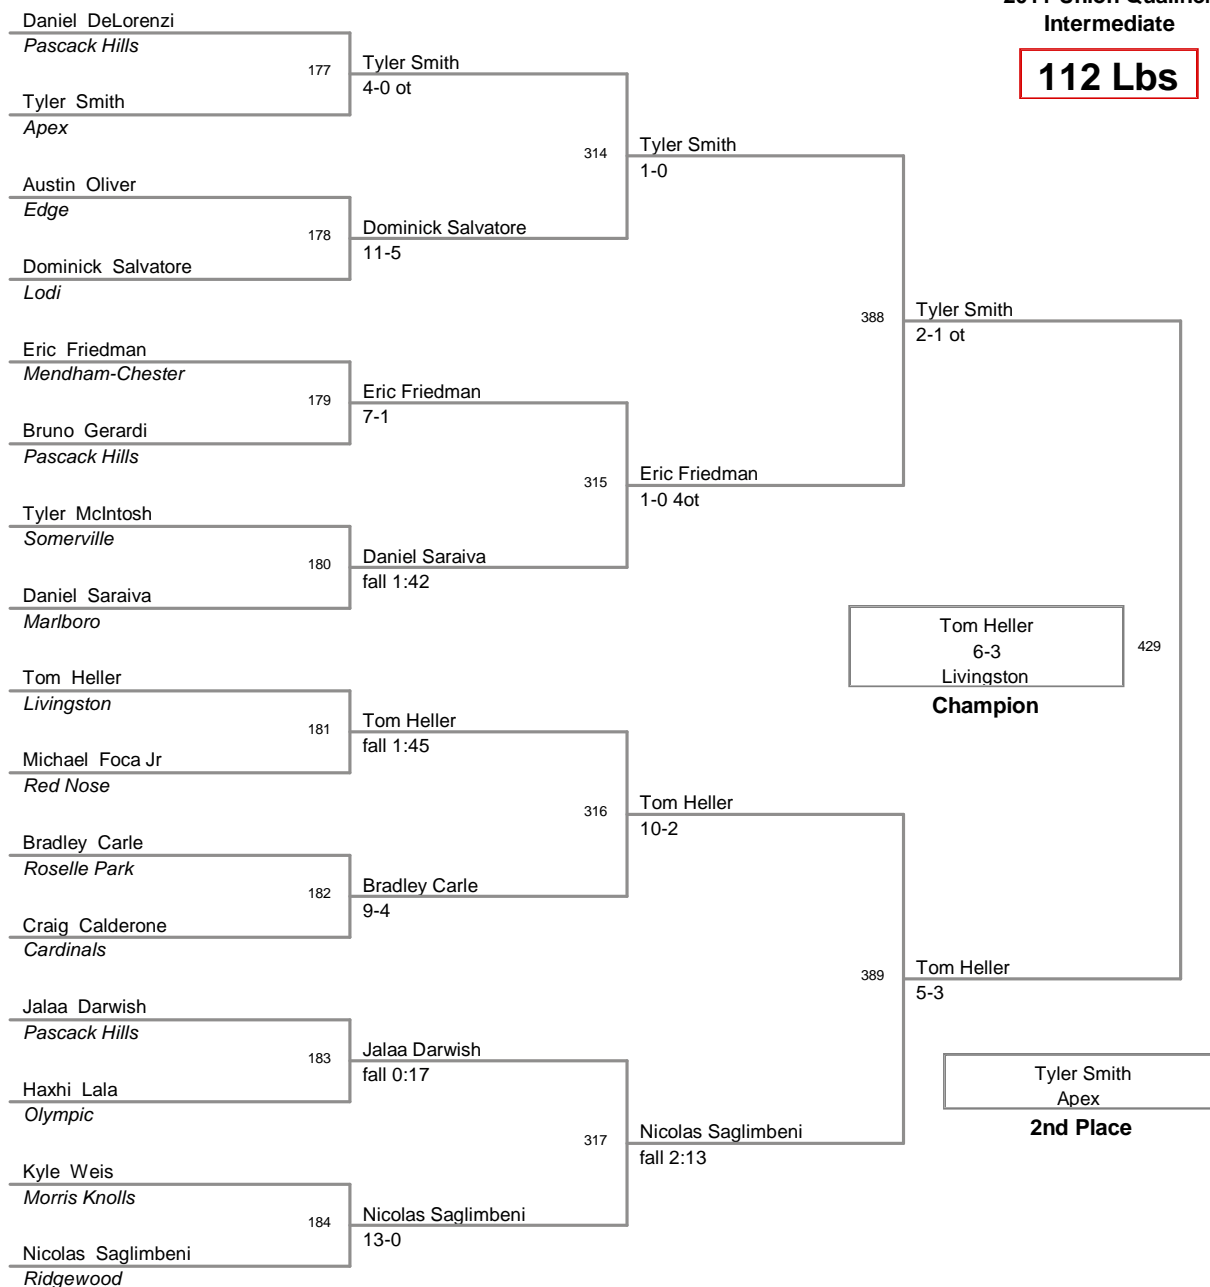 2011 Union Qualifier
Intermediate
112 Lbs
Daniel DeLorenzi
Pascack Hills
177
Tyler Smith
4-0 ot
Tyler Smith
Apex
314
Tyler Smith
1-0
Austin Oliver
Edge
178
Dominick Salvatore
11-5
Dominick Salvatore
Lodi
388
Tyler Smith
2-1 ot
Eric Friedman
Mendham-Chester
179
Eric Friedman
7-1
Bruno Gerardi
Pascack Hills
315
Eric Friedman
1-0 4ot
Tyler McIntosh
Somerville
180
Daniel Saraiva
fall 1:42
Daniel Saraiva
Marlboro
Tom Heller
6-3
Livingston
429
Champion
Tom Heller
Livingston
181
Tom Heller
fall 1:45
Michael Foca Jr
Red Nose
316
Tom Heller
10-2
Bradley Carle
Roselle Park
182
Bradley Carle
9-4
Craig Calderone
Cardinals
389
Tom Heller
5-3
Jalaa Darwish
Pascack Hills
183
Jalaa Darwish
fall 0:17
Haxhi Lala
Olympic
Tyler Smith
Apex
2nd Place
317
Nicolas Saglimbeni
fall 2:13
Kyle Weis
Morris Knolls
184
Nicolas Saglimbeni
13-0
Nicolas Saglimbeni
Ridgewood